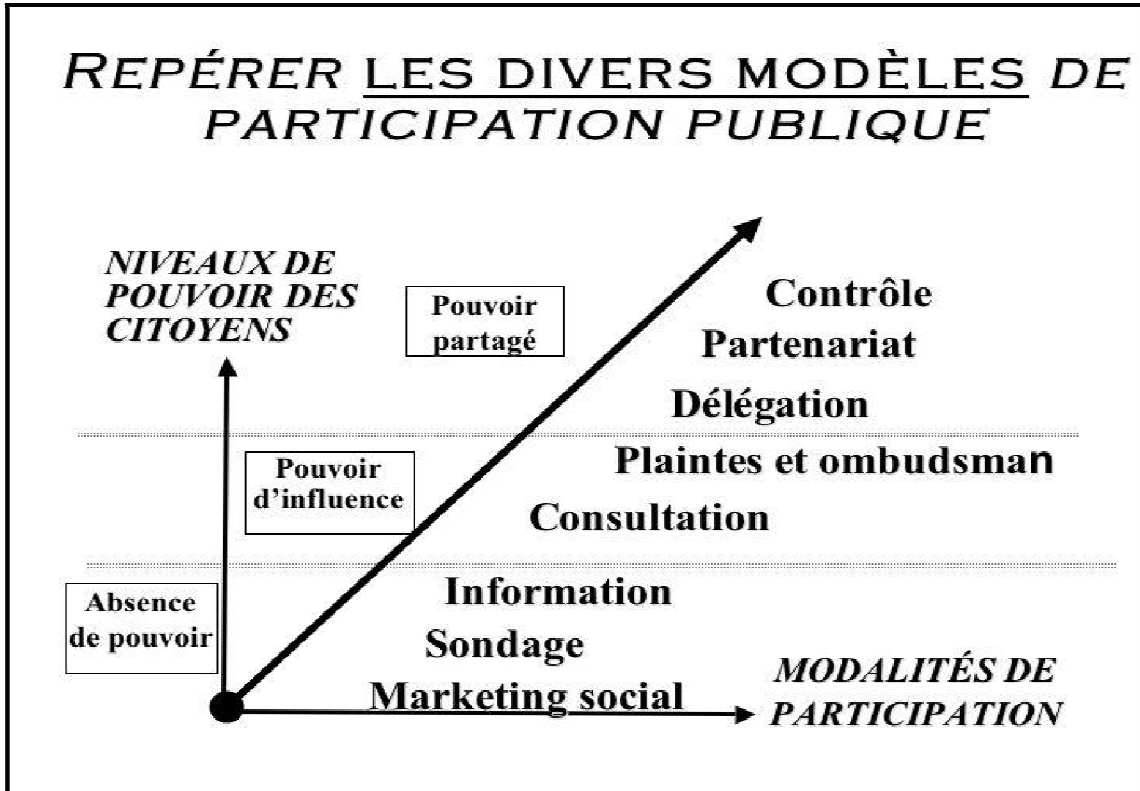 REPÉRER LES DIVERS MODÈLES DE
PARTICIPATION PUBLIQUE
NIVEAUX DE
POUVOIR DES
CITOYENS
Pouvoir
partagé
Contrôle
Partenariat
Délégation
Pouvoir
d’influence
Plaintes et ombudsman
Consultation
Absence
de pouvoir
Information
Sondage
Marketing social
MODALITÉS DE
PARTICIPATION